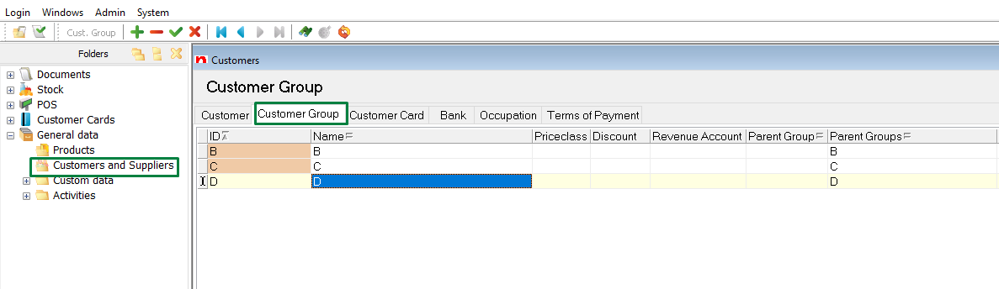 Login Windows Admin System
Cust. Group
Folders
Documents
Stock
POS
Customer Cards
General data
Products
Customers and Suppliers
Custom data
Activities
Customers
Customer Group
Customer Customer Group Customer Card Bank Occupation Terms of Payment
ID Name Priceclass Discount Revenue Account Parent Group Parent Groups
B B B
C C C
D D D